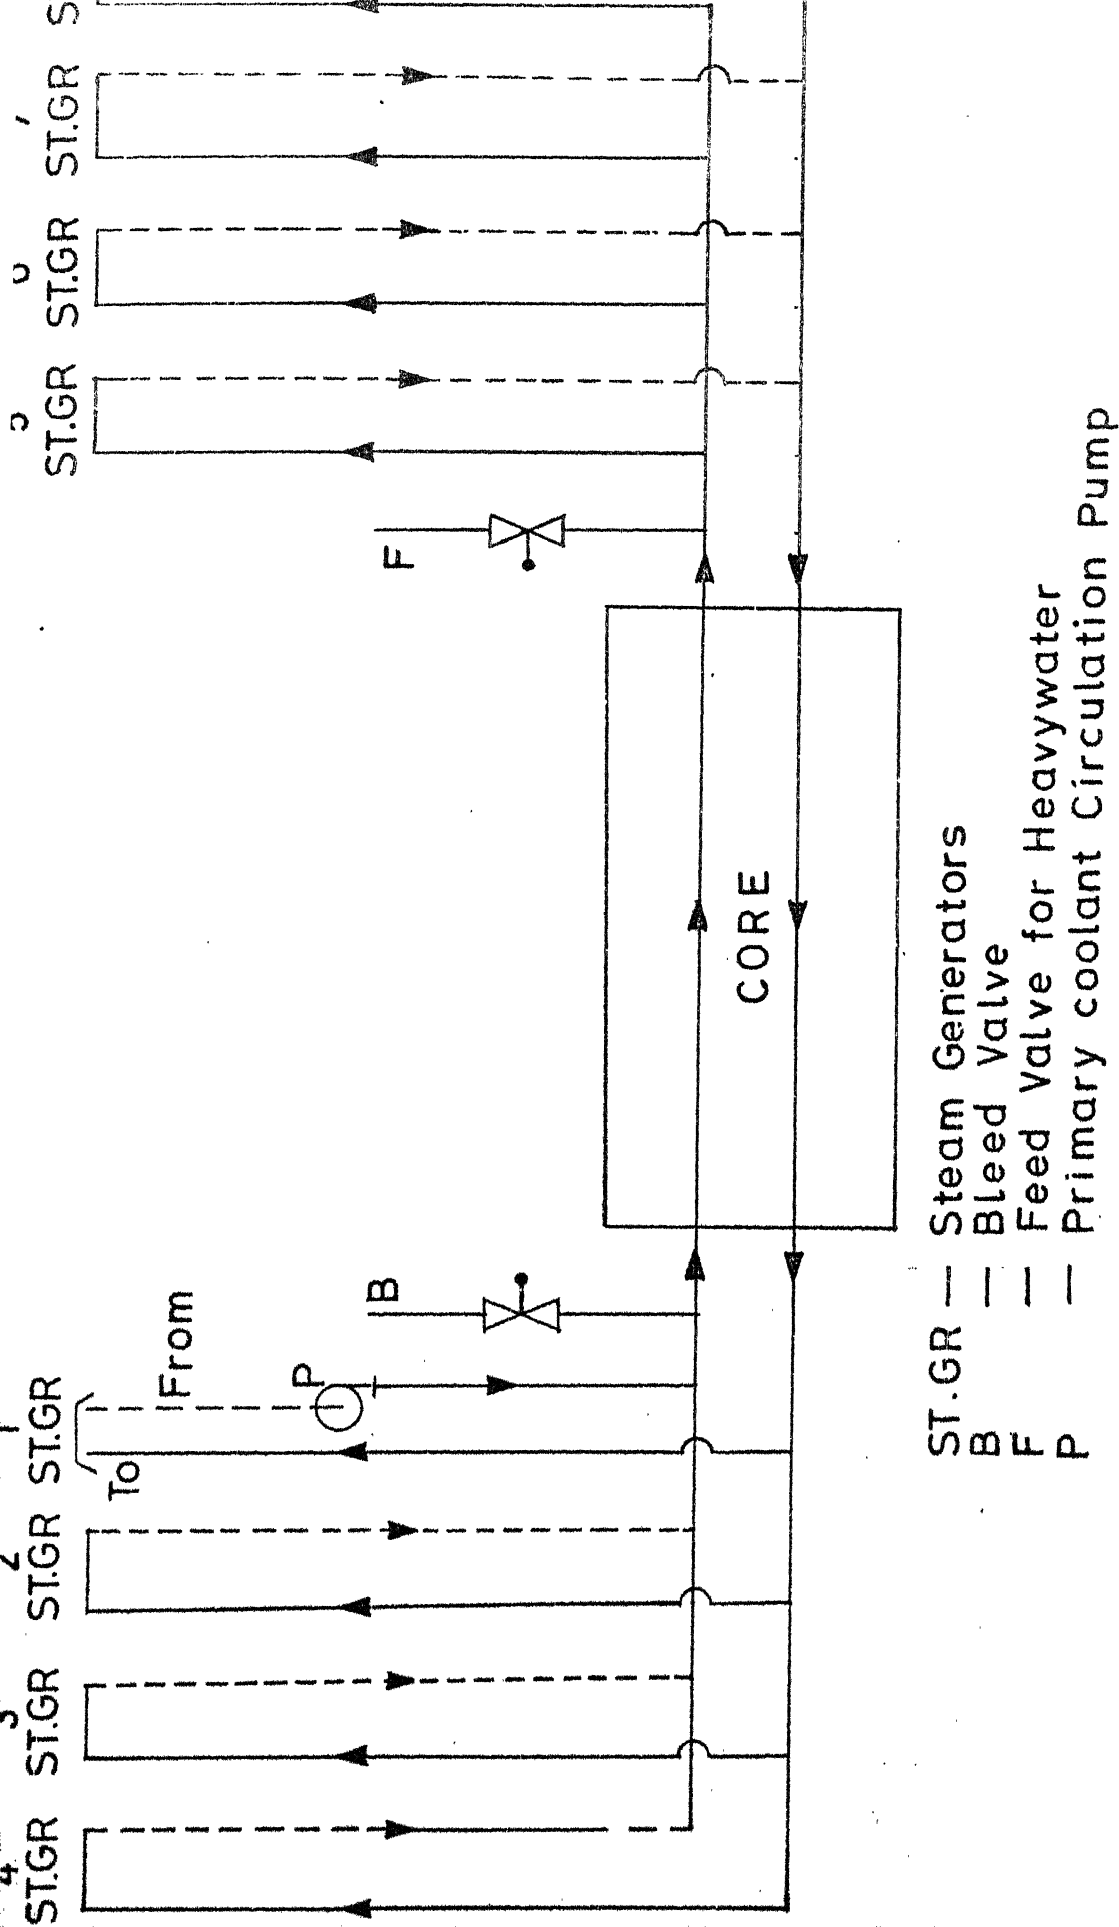 4 3 2
ST.GR ST.GR ST.GR ST.GR ST.GR ST.GR ST.GR
To From
P B F
CORE
ST.GR — Steam Generators
B — Bleed Valve
F — Feed Valve for Heavywater
P — Primary coolant Circulation Pump